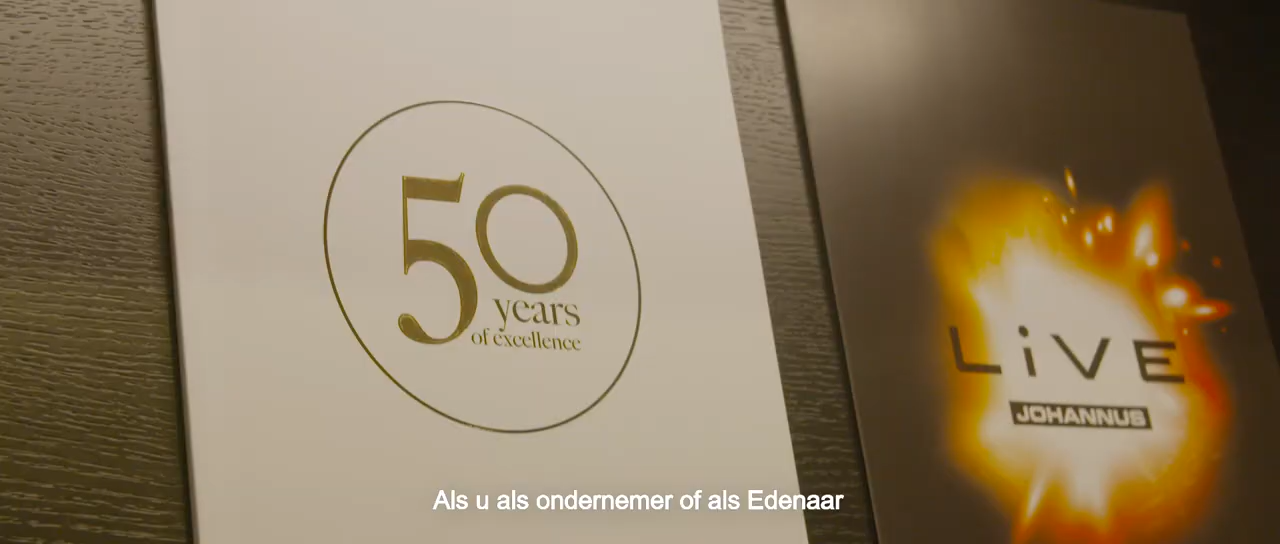 50
years
of excellence
LiVE
JOHANNUS
Als u als ondernemer of als Edenaar